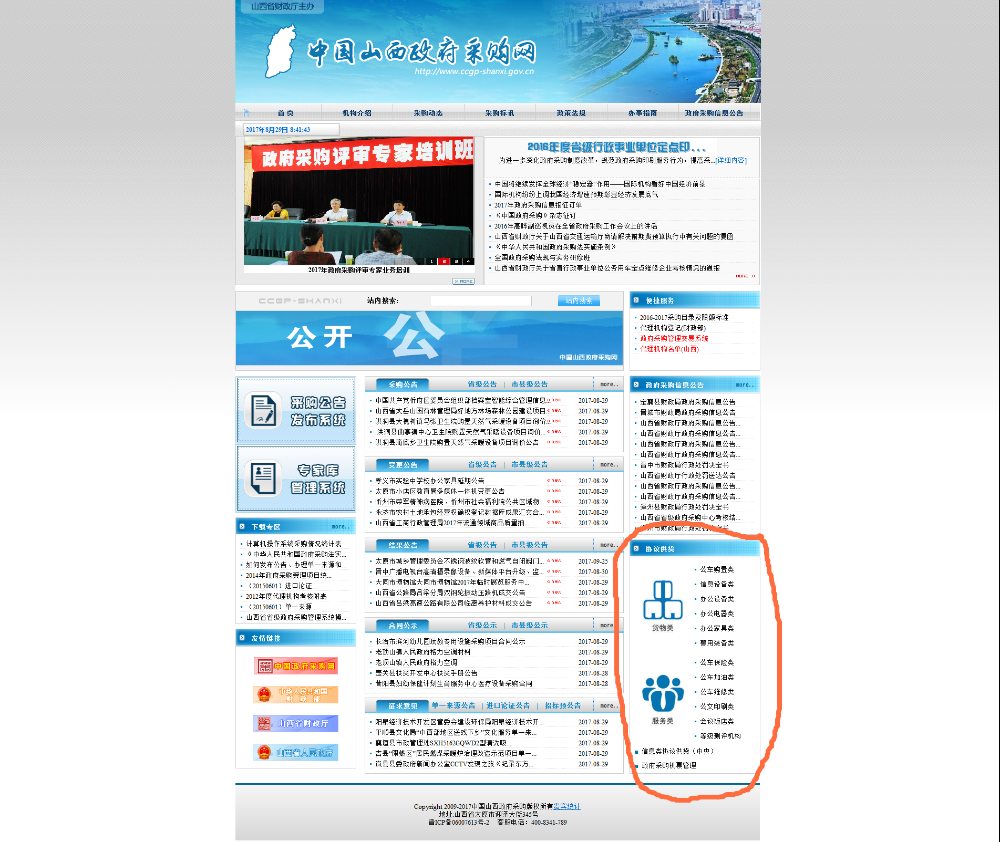 山西省财政厅主办
中国山西政府采购网
http://www.ccgp-shanxi.gov.cn
首 页 机构介绍 采购动态 采购标讯 政策法规 办事指南 政府采购信息公告
2017年8月29日 8:41:43
政府采购评审专家培训班
1 2 3 4
2017年政府采购评审专家业务培训
MORE
2016年度省级行政事业单位定点印...
为进一步深化政府采购制度改革，规范政府采购印刷服务行为，提高采...[详细内容]
中国将继续发挥全球经济“稳定器”作用——国际机构看好中国经济前景
国际机构纷纷上调我国经济增速预期彰显经济发展底气
2017年政府采购信息报征订单
《中国政府采购》杂志征订
2016年高晔副巡视员在全省政府采购工作会议上的讲话
山西省财政厅关于山西省交通运输厅商请解决前期费预算执行中有关问题的复函
《中华人民共和国政府采购法实施条例》
全国政府采购法规与实务研修班
山西省财政厅关于省直行政事业单位公务用车定点维修企业考核情况的通报
MORE
CCGP-SHANXi 站内搜索: 站内搜索
公开 公
中国山西政府采购网
便捷服务
2016-2017采购目录及限额标准
代理机构登记(财政部)
政府采购管理交易系统
代理机构名单(山西)
采购公告
发布系统
专家库
管理系统
下载专区 more..
计算机操作系统采购情况统计表
《中华人民共和国政府采购法实...
如何发布公告、办理单一来源和...
2014年政府采购受理项目统...
（20150601）进口论证...
2012年度代理机构考核附表
（20150601）单一来源...
山西省省级政府采购管理系统操...
友情链接
中国政府采购网
中华人民共和国
财 政 部
山西省财政厅
山西省人民政府
采购公告 省级公告 | 市县级公告 more..
中国共产党忻府区委员会组织部档案室智能综合管理信息... new 2017-08-29
山西省太岳山国有林管理局好地方林场森林公园建设项目... new 2017-08-29
洪洞县大槐树镇冯张卫生院购置天然气采暖设备项目询价... new 2017-08-29
洪洞县曲亭镇中心卫生院购置天然气采暖设备项目询价... new 2017-08-29
洪洞县淹底乡卫生院购置天然气采暖设备项目询价公告 new 2017-08-29
变更公告 省级公告 | 市县级公告 more..
孝义市实验中学校办公家具延期公告 new 2017-08-29
太原市小店区教育局多媒体一体机变更公告 new 2017-08-29
忻州市荣军精神病医院、忻州市社会福利院公共区域物... new 2017-08-29
永济市农村土地承包经营权确权登记数据库成果汇交合... new 2017-08-29
山西省工商行政管理局2017年流通领域商品质量抽... new 2017-08-29
结果公告 省级公告 | 市县级公告 more..
太原市城乡管理委员会不锈钢波纹软管和燃气自闭阀门... new 2017-09-25
晋中广播电视台高清摄录像设备、新媒体平台升级、监... new 2017-08-30
大同市博物馆大同市博物馆2017年临时展览服务中... new 2017-08-29
山西省公路局吕梁分局双钢轮振动压路机成交公告 new 2017-08-29
山西省吕梁高速公路有限公司临离养护材料成交公告 new 2017-08-29
合同公示 省级公示 | 市县级公示 more.
长治市滨河幼儿园玩教专用设施采购项目合同公示 2017-08-29
老顶山镇人民政府格力空调材料 2017-08-29
老顶山镇人民政府格力空调 2017-08-29
壶关县扶贫开发中心扶贫手册公告 2017-08-28
昔阳县妇幼保健计划生育服务中心医疗设备采购合同 2017-08-28
征求意见 单一来源公告 | 进口论证公告 | 招标预公告 more..
阳泉经济技术开发区管委会建设环保局阳泉经济技术开... 2017-08-29
平顺县文化局“中西部地区送戏下乡”文化服务单一来... 2017-08-29
襄垣县市政管理处SXH5162GQWD2型清洗吸... 2017-08-29
吉县“限燃区”居民燃煤采暖炉治理改造示范项目单一... 2017-08-29
岚县县委政府新闻办公室CCTV发现之旅《纪录东方... 2017-08-29
政府采购信息公告 more..
定襄县财政局政府采购信息公告
晋城市财政局政府采购信息公告
山西省财政厅政府采购信息公告...
山西省财政厅政府采购信息公告...
山西省财政厅政府采购信息公告...
山西省财政厅政府采购信息公告...
晋中市财政局行政处罚决定书
山西省财政厅行政处罚送达公告
山西省财政厅政府采购信息公告...
山西省财政厅政府采购信息公告...
泽州县财政局行政处罚决定书
山西省省级政府采购中心考核结...
州市财政局行政处罚决定书
协议供货
货物类
公车购置类
信息设备类
办公设备类
办公电器类
办公家具类
警用装备类
服务类
公车保险类
公车加油类
公车维修类
公文印刷类
会议饭店类
等级测评机构
信息类协议供货（中央）
政府采购机票管理
Copyright 2009-2017中国山西政府采购版权所有贵宾统计
地址:山西省太原市迎泽大街345号
晋ICP备06007613号-2 客服电话：400-8341-789